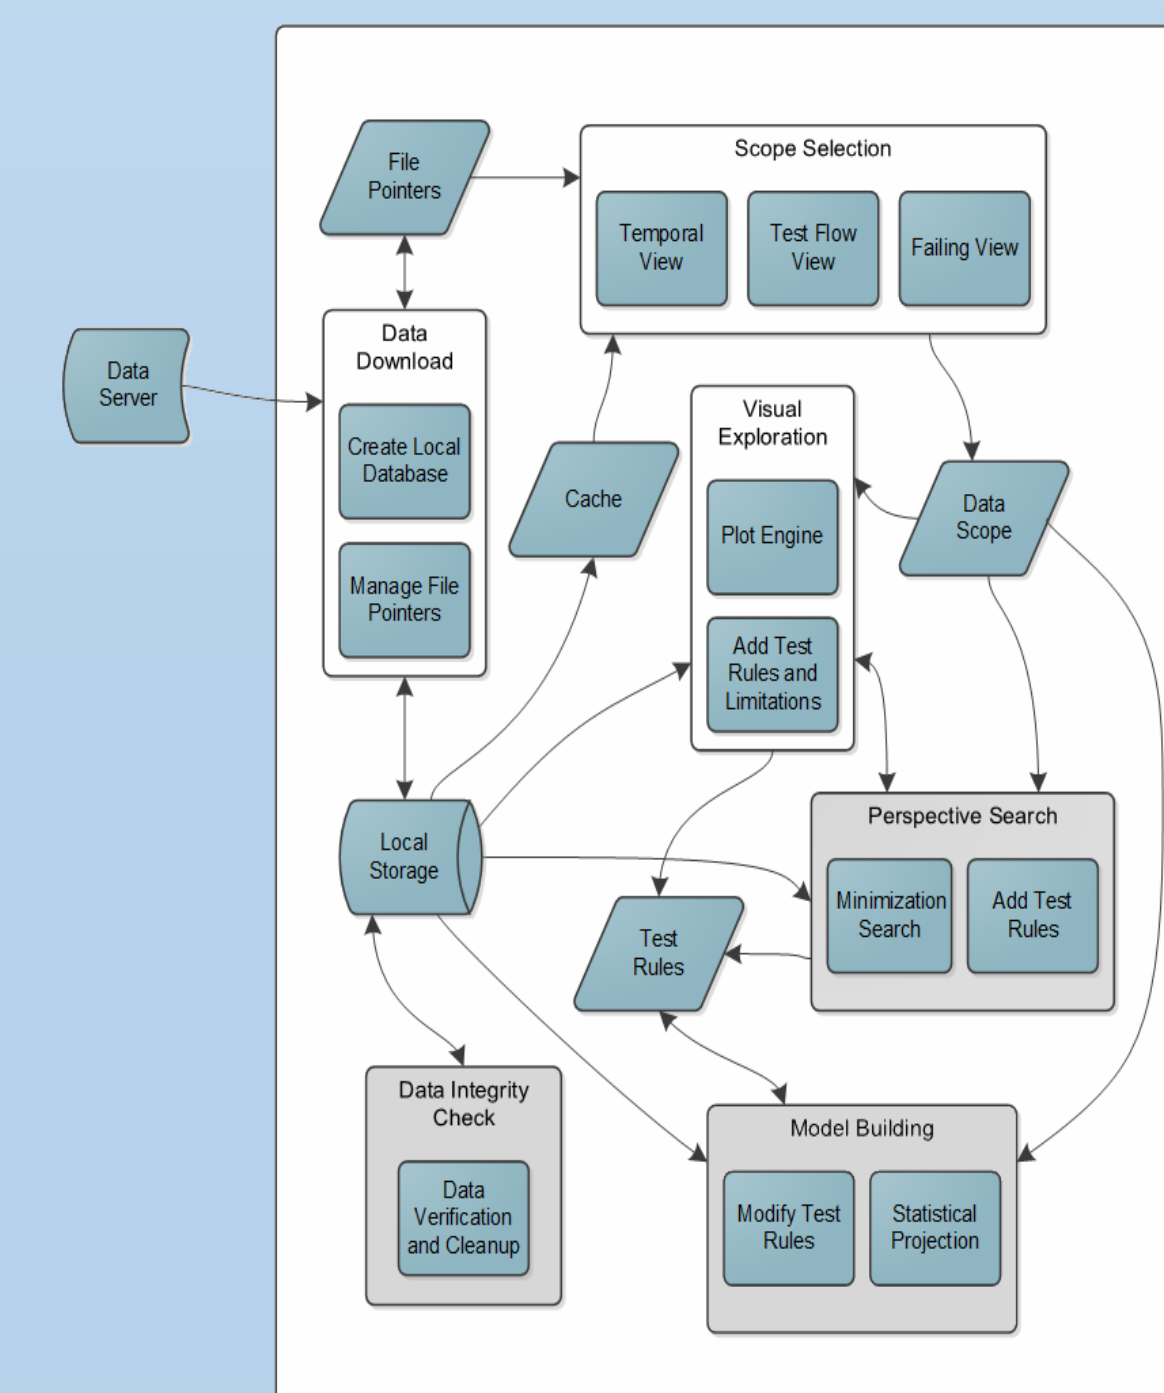 File
Pointers
Scope Selection
Temporal
View
Test Flow
View
Failing View
Data
Server
Data
Download
Create Local
Database
Manage File
Pointers
Cache
Visual
Exploration
Plot Engine
Add Test
Rules and
Limitations
Data
Scope
Local
Storage
Perspective Search
Minimization
Search
Add Test
Rules
Test
Rules
Data Integrity
Check
Data
Verification
and Cleanup
Model Building
Modify Test
Rules
Statistical
Projection